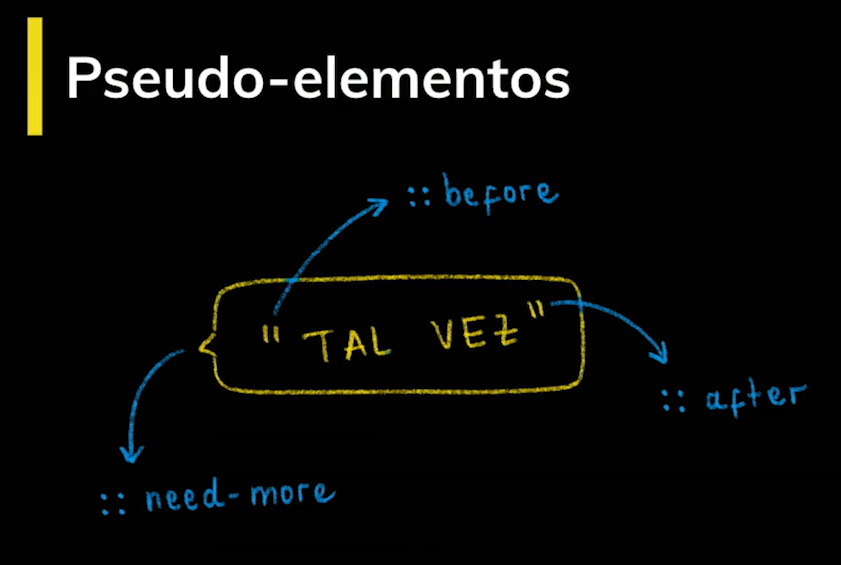 Pseudo-elementos
:: before
" TAL VEZ "
:: after
:: need-more